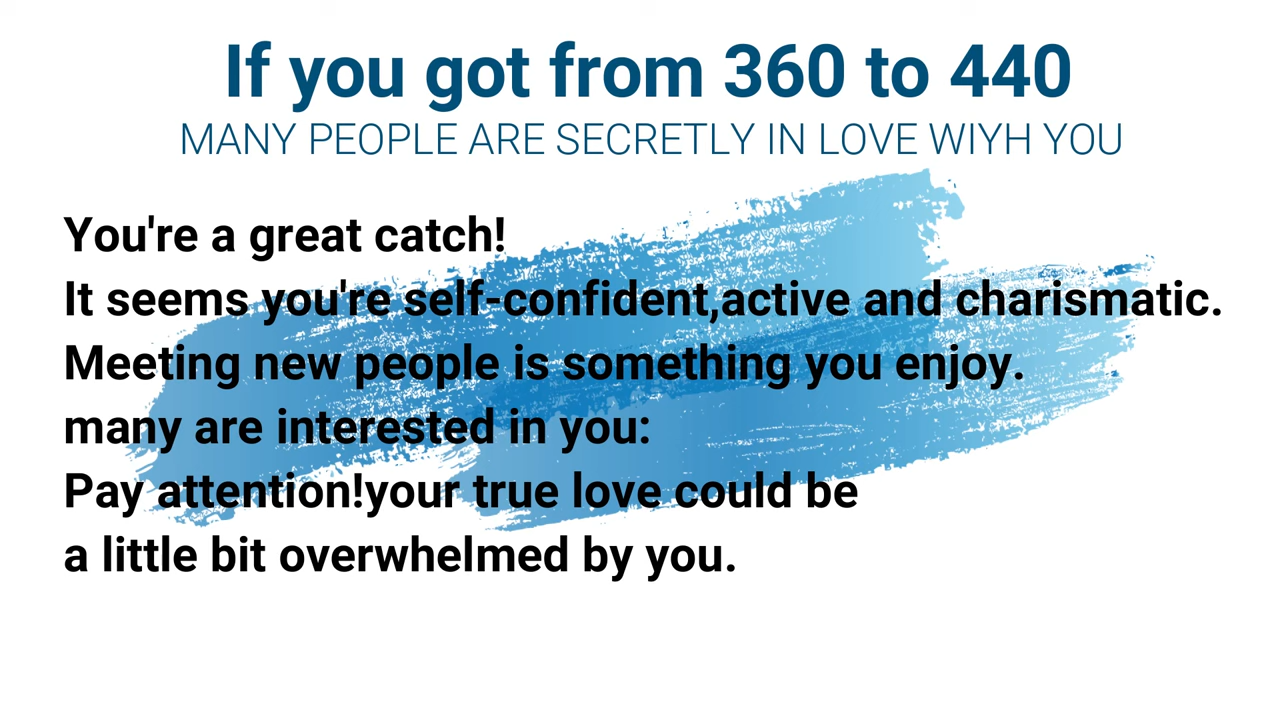 If you got from 360 to 440
MANY PEOPLE ARE SECRETLY IN LOVE WIYH YOU
You're a great catch!
It seems you're self-confident,active and charismatic.
Meeting new people is something you enjoy.
many are interested in you:
Pay attention!your true love could be
a little bit overwhelmed by you.